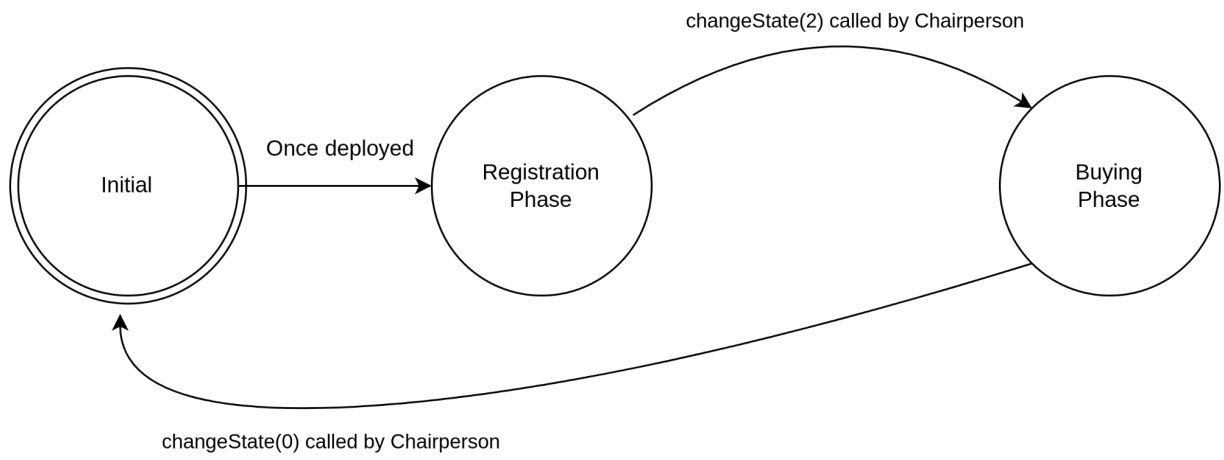 changeState(2) called by Chairperson
Initial
Once deployed
Registration
Phase
Buying
Phase
changeState(0) called by Chairperson